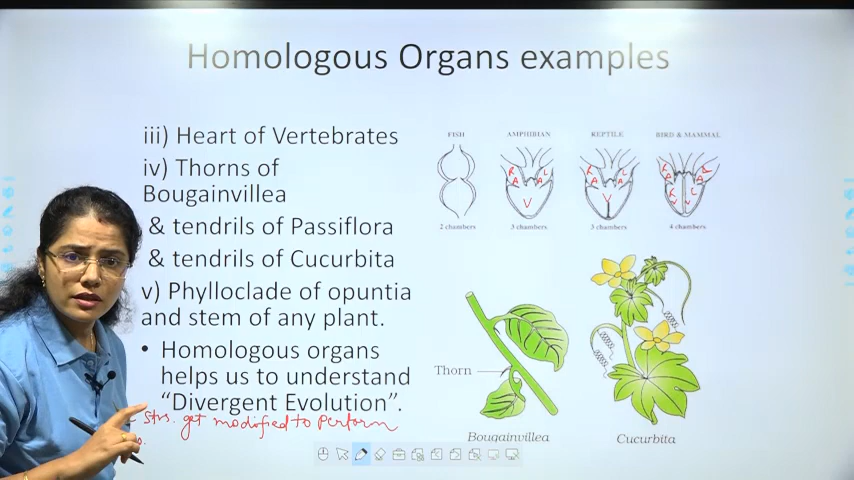 Homologous Organs examples
iii) Heart of Vertebrates
iv) Thorns of
Bougainvillea
& tendrils of Passiflora
& tendrils of Cucurbita
v) Phylloclade of opuntia
and stem of any plant.
• Homologous organs
helps us to understand
“Divergent Evolution”.
Strs. get modified to perform
FISH AMPHIBIAN REPTILE BIRD & MAMMAL
R L R L R L
A A A A A A
V V R L
V V
2 chambers 3 chambers 3 chambers 4 chambers
Thorn
Bougainvillea Cucurbita